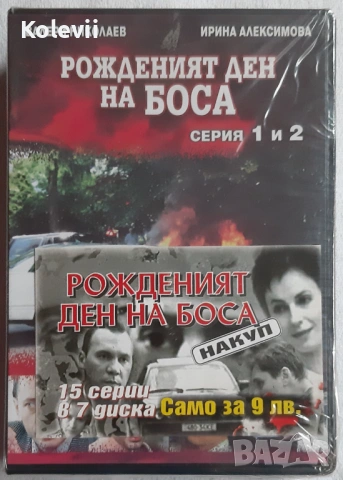 Kolevii
ИРИНА АЛЕКСИМОВА
РОЖДЕНИЯТ ДЕН
НА БОСА
СЕРИЯ 1 И 2
РОЖДЕНИЯТ
ДЕН НА БОСА
НАКУП
15 серии
в 7 диска Само за 9 лв.
BAZAR